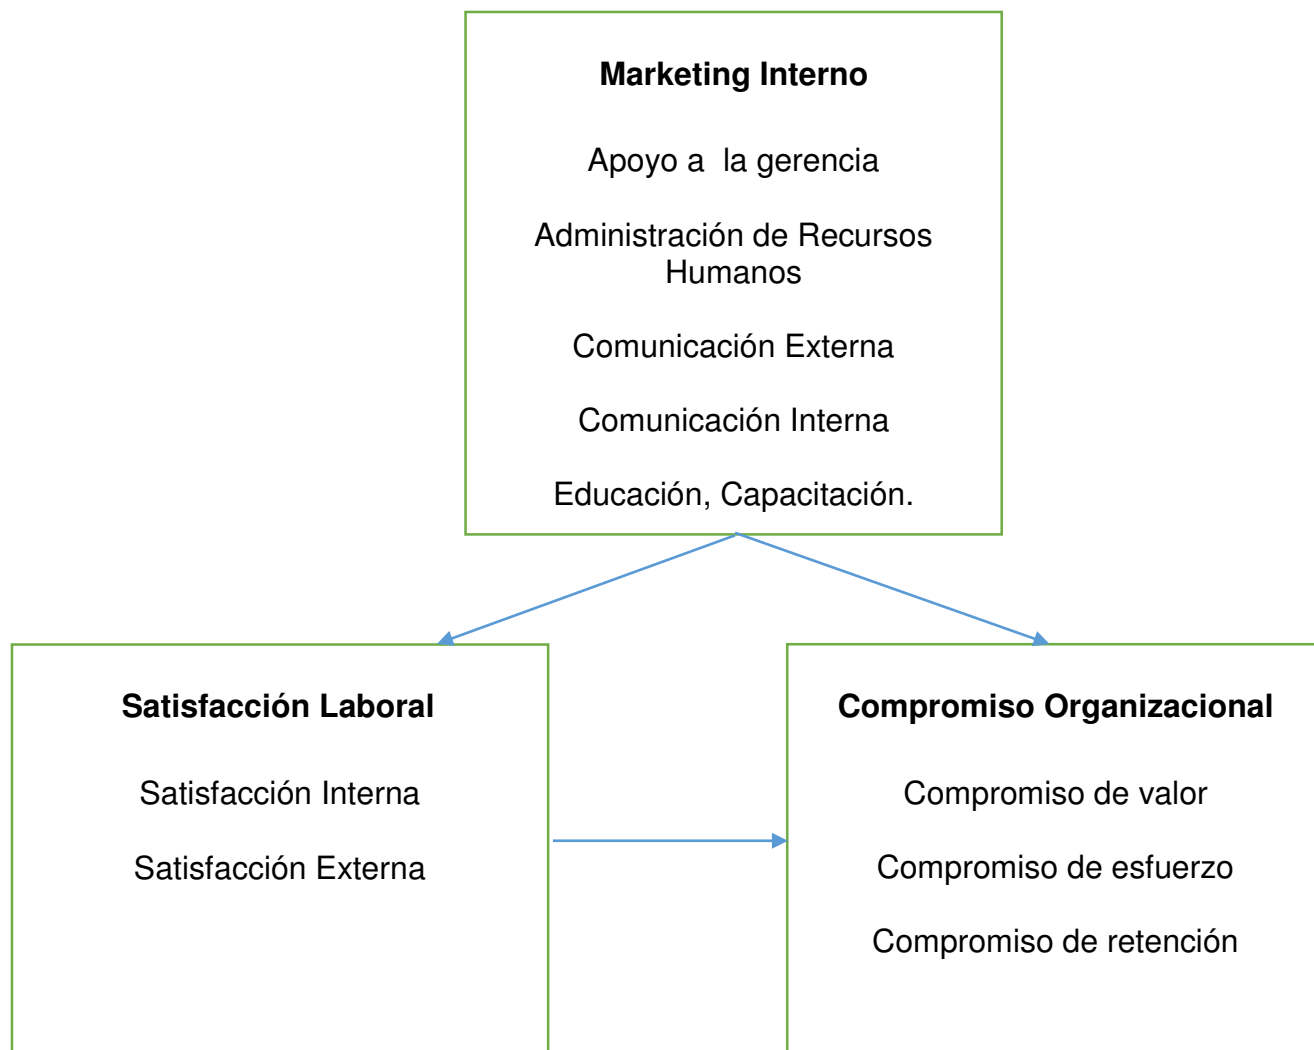 Marketing Interno
Apoyo a  la gerencia
Administración de Recursos
Humanos
Comunicación Externa
Comunicación Interna
Educación, Capacitación.
Satisfacción Laboral
Satisfacción Interna
Satisfacción Externa
Compromiso Organizacional
Compromiso de valor
Compromiso de esfuerzo
Compromiso de retención